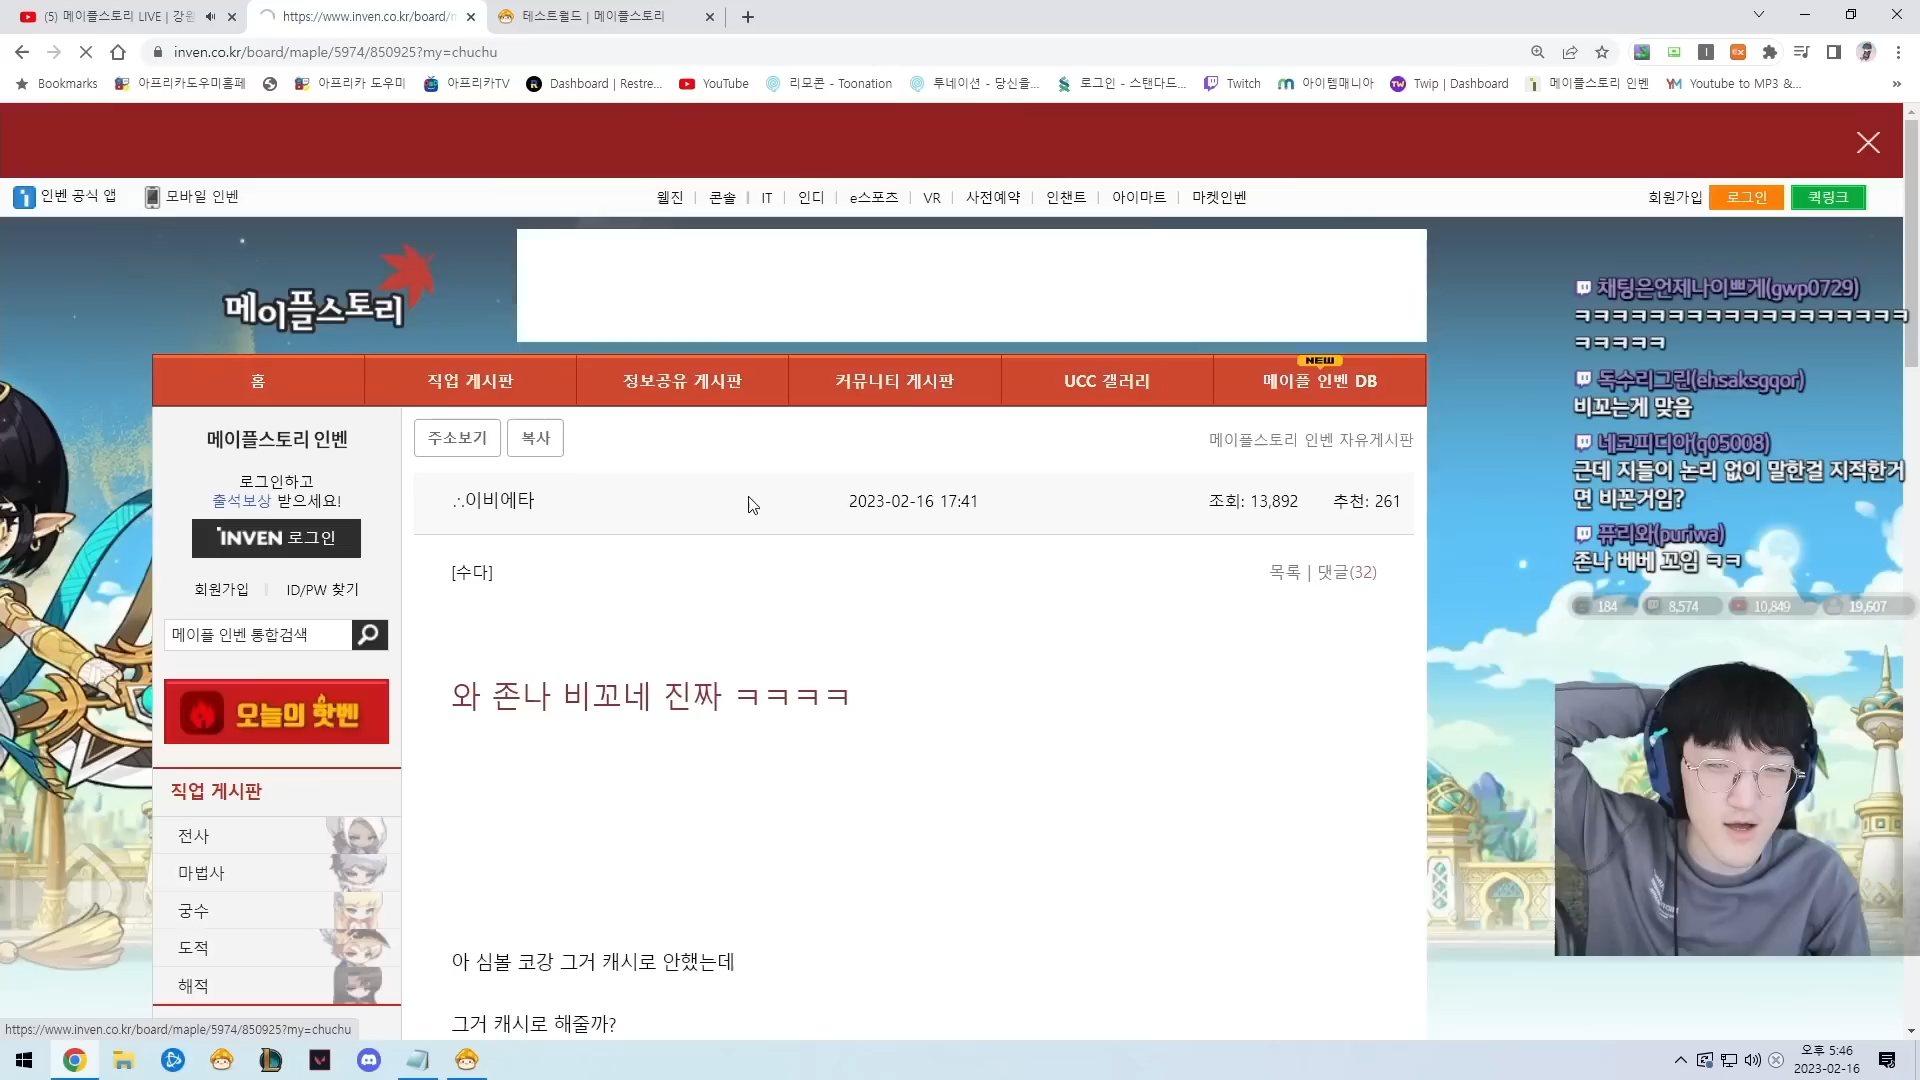 (5) 메이플스토리 LIVE | 강원
https://www.inven.co.kr/board/m
테스트월드 | 메이플스토리
inven.co.kr/board/maple/5974/850925?my=chuchu
Bookmarks
아프리카도우미홈페
아프리카 도우미
아프리카TV
Dashboard | Restre...
YouTube
리모콘 - Toonation
투네이션 - 당신을...
로그인 - 스탠다드...
Twitch
아이템매니아
Twip | Dashboard
메이플스토리 인벤
Youtube to MP3 &...
인벤 공식 앱
모바일 인벤
웹진 | 콘솔 | IT | 인디 | e스포츠 | VR | 사전예약 | 인챈트 | 아이마트 | 마켓인벤
회원가입
로그인
퀵링크
메이플스토리
홈
직업 게시판
정보공유 게시판
커뮤니티 게시판
UCC 갤러리
NEW
메이플 인벤 DB
메이플스토리 인벤
로그인하고
출석보상 받으세요!
INVEN 로그인
회원가입 | ID/PW 찾기
메이플 인벤 통합검색
오늘의 핫벤
직업 게시판
전사
마법사
궁수
도적
해적
주소보기
복사
메이플스토리 인벤 자유게시판
∴이비에타
2023-02-16 17:41
조회: 13,892
추천: 261
[수다]
목록 | 댓글(32)
와 존나 비꼬네 진짜 ㅋㅋㅋㅋ
아 심볼 코강 그거 캐시로 안했는데
그거 캐시로 해줄까?
채팅은언제나이쁘게(gwp0729)
ㅋㅋㅋㅋㅋㅋㅋㅋㅋㅋㅋㅋㅋㅋㅋㅋㅋㅋ
ㅋㅋㅋㅋㅋ
독수리그린(ehsaksgqor)
비꼬는게 맞음
네코피디아(q05008)
근데 지들이 논리 없이 말한걸 지적한거
면 비꼰거임?
퓨리와(puriwa)
존나 베베 꼬임 ㅋㅋ
184
8,574
10,849
19,607
https://www.inven.co.kr/board/maple/5974/850925?my=chuchu
오후 5:46
2023-02-16